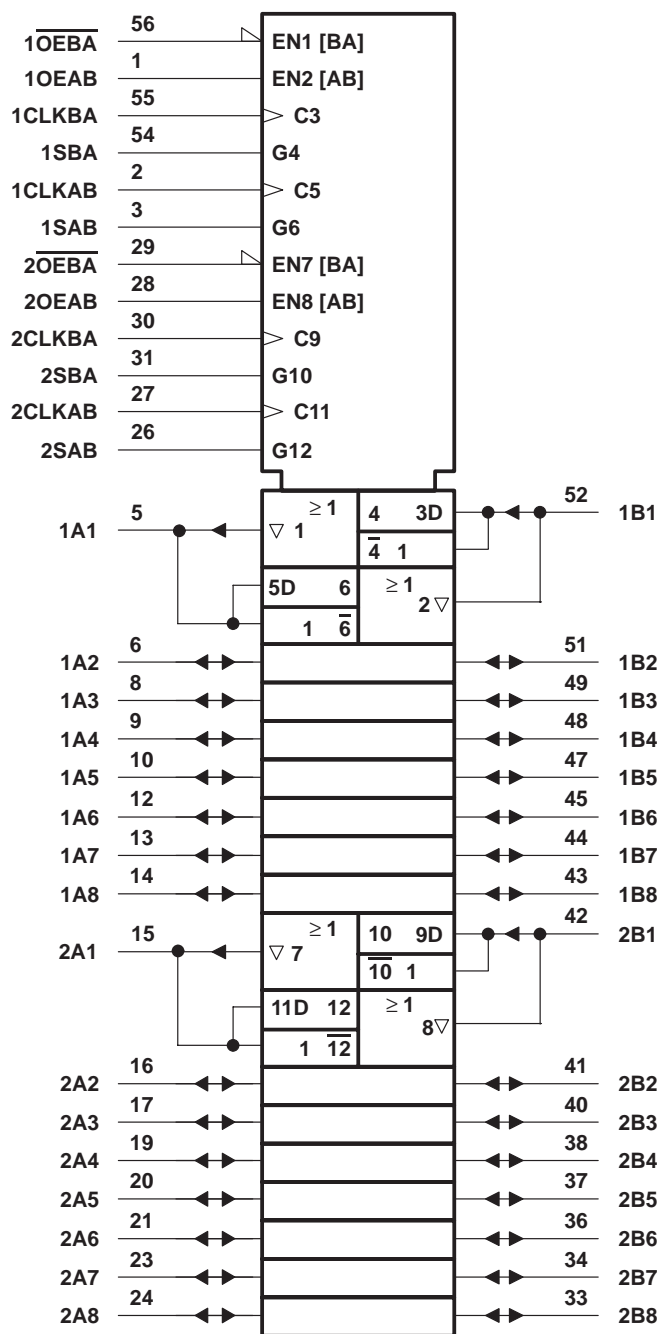 56
1O̅E̅B̅A̅ EN1 [BA]
1
1OEAB EN2 [AB]
55
1CLKBA C3
54
1SBA G4
2
1CLKAB C5
3
1SAB G6
29
2O̅E̅B̅A̅ EN7 [BA]
28
2OEAB EN8 [AB]
30
2CLKBA C9
31
2SBA G10
27
2CLKAB C11
26
2SAB G12
5 ≥ 1 4 3D 52
1A1 ▽ 1 4̅ 1 1B1
5D 6 ≥ 1
1 6̅ 2 ▽
6 51
1A2 1B2
8 49
1A3 1B3
9 48
1A4 1B4
10 47
1A5 1B5
12 45
1A6 1B6
13 44
1A7 1B7
14 43
1A8 1B8
15 ≥ 1 10 9D 42
2A1 ▽ 7 1̅0̅ 1 2B1
11D 12 ≥ 1
1 1̅2̅ 8▽
16 41
2A2 2B2
17 40
2A3 2B3
19 38
2A4 2B4
20 37
2A5 2B5
21 36
2A6 2B6
23 34
2A7 2B7
24 33
2A8 2B8